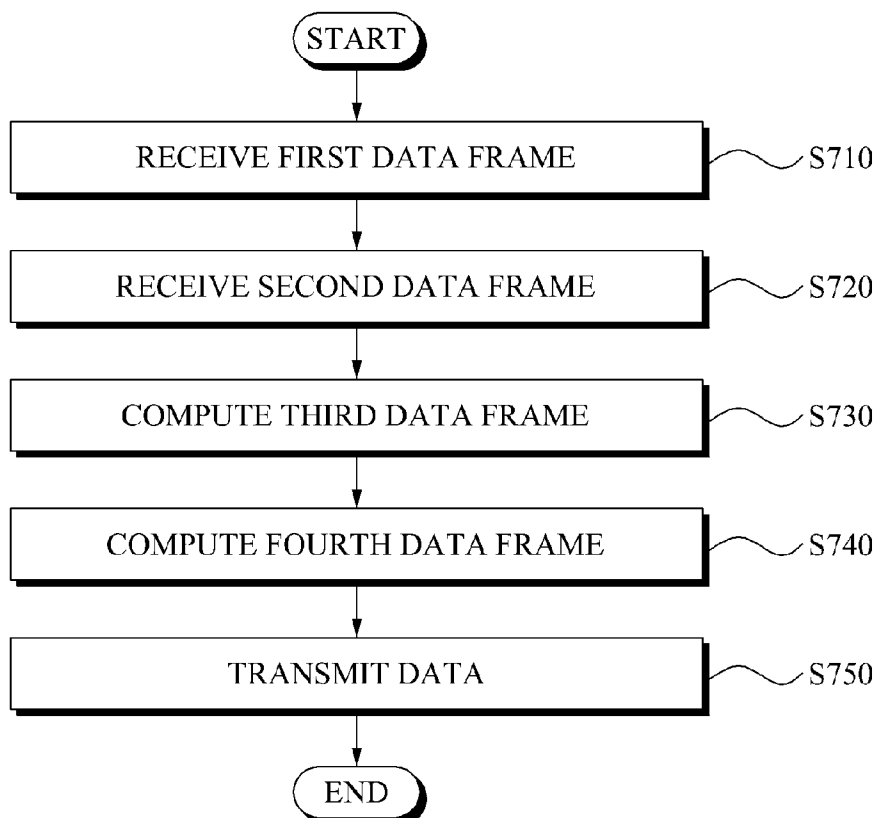 START
RECEIVE FIRST DATA FRAME
S710
RECEIVE SECOND DATA FRAME
S720
COMPUTE THIRD DATA FRAME
S730
COMPUTE FOURTH DATA FRAME
S740
TRANSMIT DATA
S750
END